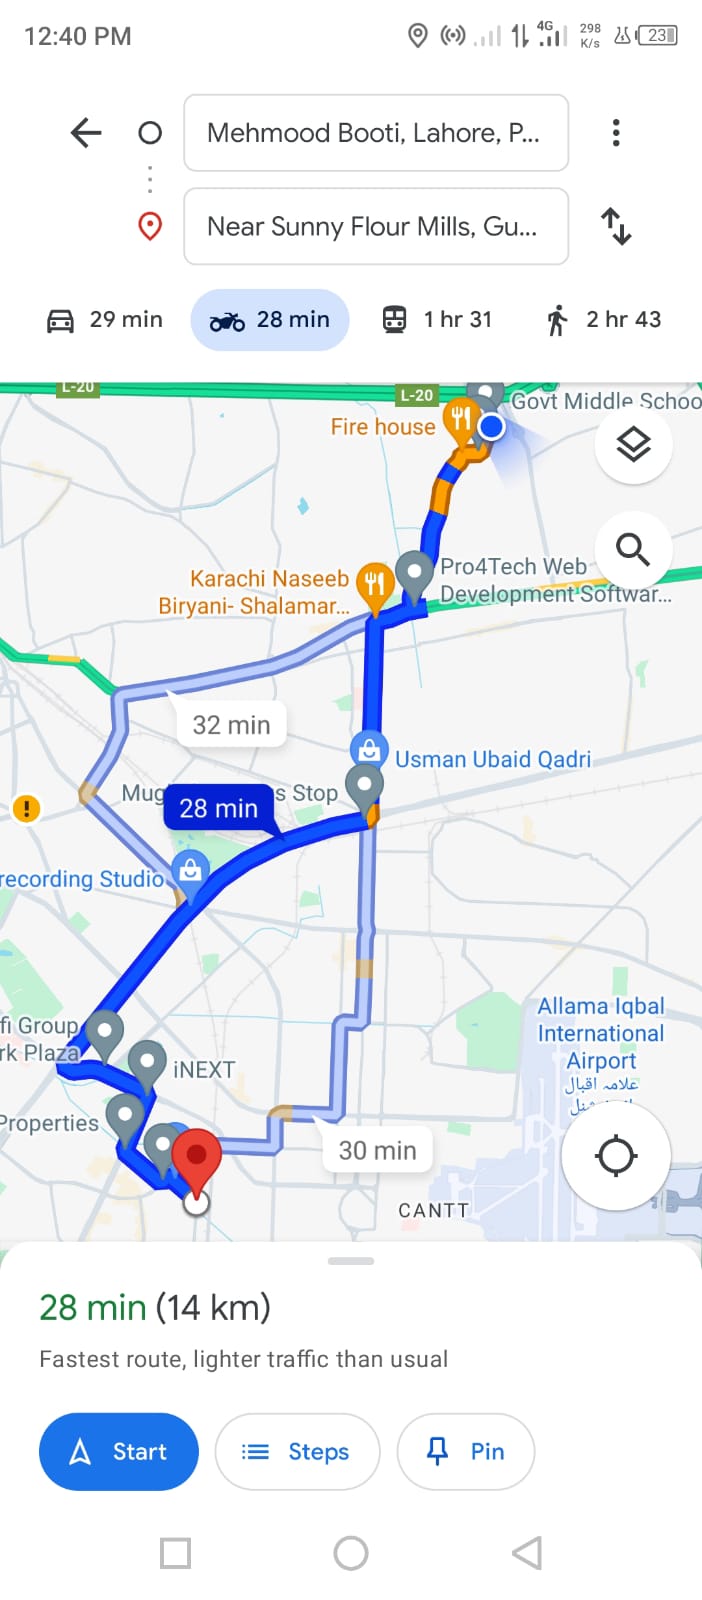 12:40 PM
4G
298
K/s
23
Mehmood Booti, Lahore, P...
Near Sunny Flour Mills, Gu...
29 min
28 min
1 hr 31
2 hr 43
L-20
L-20
Govt Middle Schoo
Fire house
Karachi Naseeb
Biryani- Shalamar...
Pro4Tech Web
Development Softwar...
32 min
Usman Ubaid Qadri
Mug
s Stop
28 min
recording Studio
Allama Iqbal
International
Airport
علامہ اقبال
fi Group
rk Plaza
iNEXT
Properties
30 min
CANTT
28 min (14 km)
Fastest route, lighter traffic than usual
Start
Steps
Pin